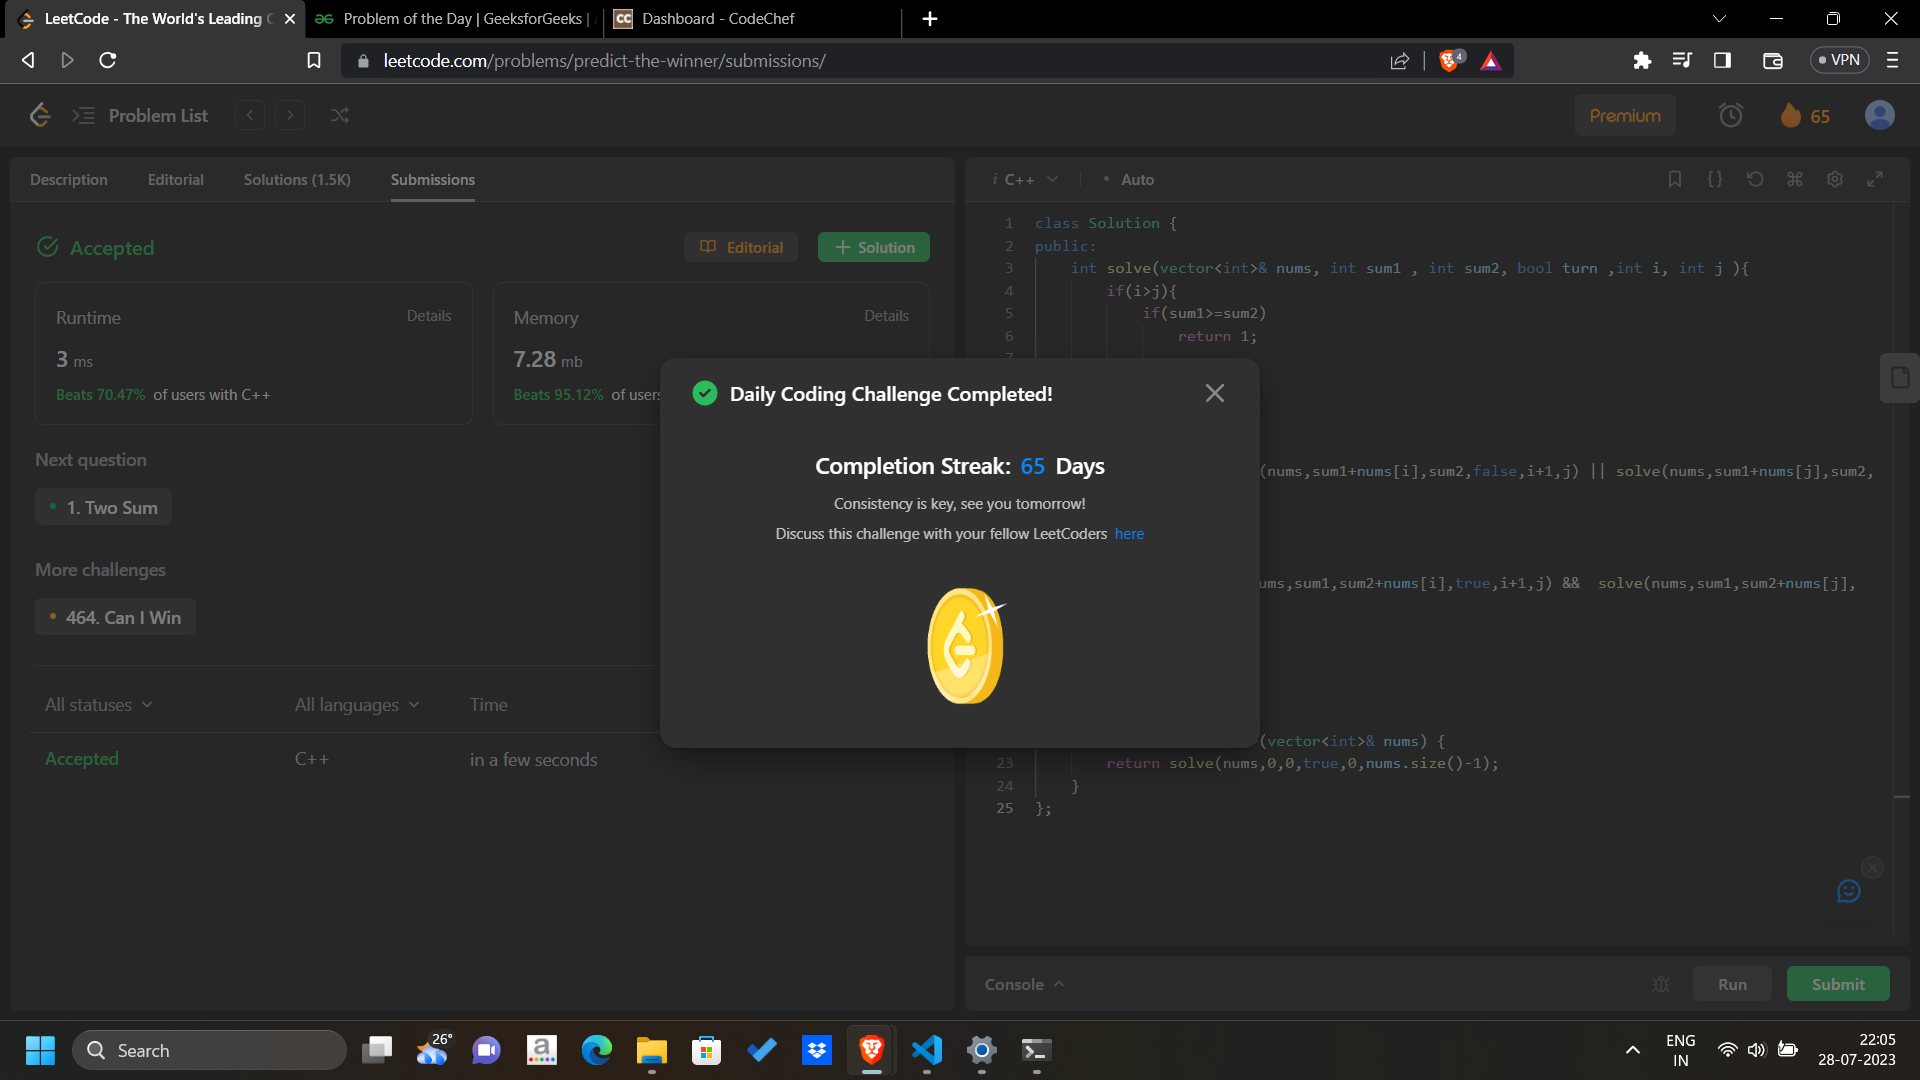 LeetCode - The World's Leading C
Problem of the Day | GeeksforGeeks |
CC Dashboard - CodeChef
leetcode.com/problems/predict-the-winner/submissions/
4
VPN
Problem List
Premium
65
Description Editorial Solutions (1.5K) Submissions
Accepted
Editorial
Solution
Runtime Details
3 ms
Beats 70.47% of users with C++
Memory Details
7.28 mb
Beats 95.12% of users
Next question
1. Two Sum
More challenges
464. Can I Win
All statuses All languages Time
Accepted C++ in a few seconds
i C++ • Auto
1 class Solution {
2 public:
3 int solve(vector<int>& nums, int sum1 , int sum2, bool turn ,int i, int j ){
4 if(i>j){
5 if(sum1>=sum2)
6 return 1;
7
(nums,sum1+nums[i],sum2,false,i+1,j) || solve(nums,sum1+nums[j],sum2,
ums,sum1,sum2+nums[i],true,i+1,j) && solve(nums,sum1,sum2+nums[j],
(vector<int>& nums) {
23 return solve(nums,0,0,true,0,nums.size()-1);
24 }
25 };
Daily Coding Challenge Completed!
Completion Streak: 65 Days
Consistency is key, see you tomorrow!
Discuss this challenge with your fellow LeetCoders here
Console
Run
Submit
Search
26°
a
ENG
IN
22:05
28-07-2023